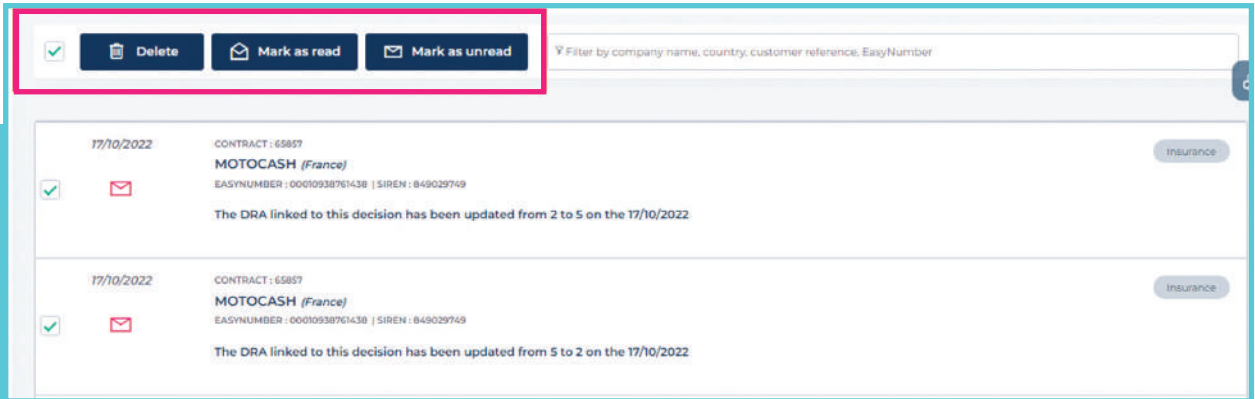 Delete Mark as read Mark as unread Filter by company name, country, customer reference, EasyNumber
17/10/2022 CONTRACT : 65857 Insurance
MOTOCASH (France)
EASYNUMBER : 00010938761438 | SIREN : 849029749
The DRA linked to this decision has been updated from 2 to 5 on the 17/10/2022
17/10/2022 CONTRACT : 65857 Insurance
MOTOCASH (France)
EASYNUMBER : 00010938761438 | SIREN : 849029749
The DRA linked to this decision has been updated from 5 to 2 on the 17/10/2022